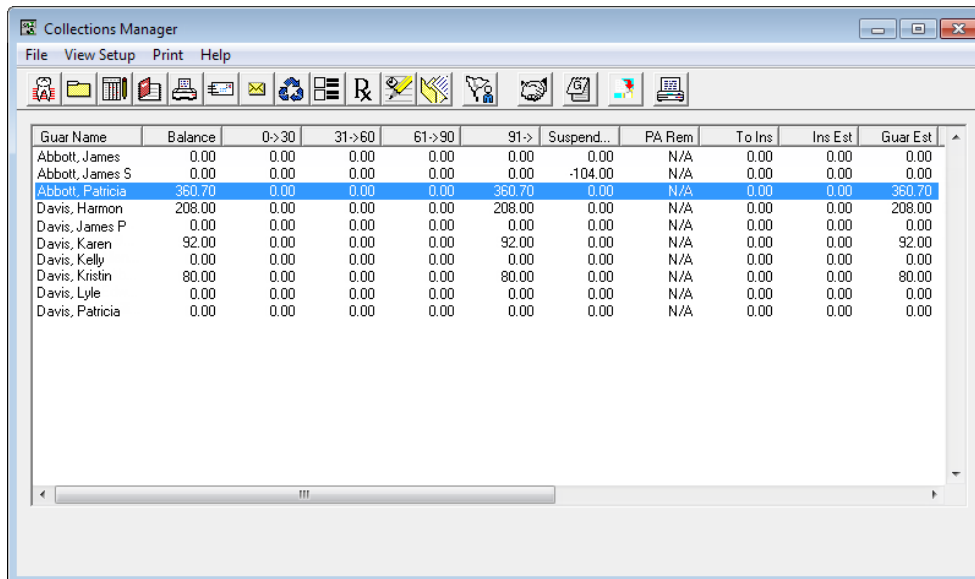 Collections Manager
File View Setup Print Help
Guar Name Balance 0->30 31->60 61->90 91-> Suspend... PA Rem To Ins Ins Est Guar Est
Abbott, James 0.00 0.00 0.00 0.00 0.00 0.00 N/A 0.00 0.00 0.00
Abbott, James S 0.00 0.00 0.00 0.00 0.00 -104.00 N/A 0.00 0.00 0.00
Abbott, Patricia 360.70 0.00 0.00 0.00 360.70 0.00 N/A 0.00 0.00 360.70
Davis, Harmon 208.00 0.00 0.00 0.00 208.00 0.00 N/A 0.00 0.00 208.00
Davis, James P 0.00 0.00 0.00 0.00 0.00 0.00 N/A 0.00 0.00 0.00
Davis, Karen 92.00 0.00 0.00 0.00 92.00 0.00 N/A 0.00 0.00 92.00
Davis, Kelly 0.00 0.00 0.00 0.00 0.00 0.00 N/A 0.00 0.00 0.00
Davis, Kristin 80.00 0.00 0.00 0.00 80.00 0.00 N/A 0.00 0.00 80.00
Davis, Lyle 0.00 0.00 0.00 0.00 0.00 0.00 N/A 0.00 0.00 0.00
Davis, Patricia 0.00 0.00 0.00 0.00 0.00 0.00 N/A 0.00 0.00 0.00